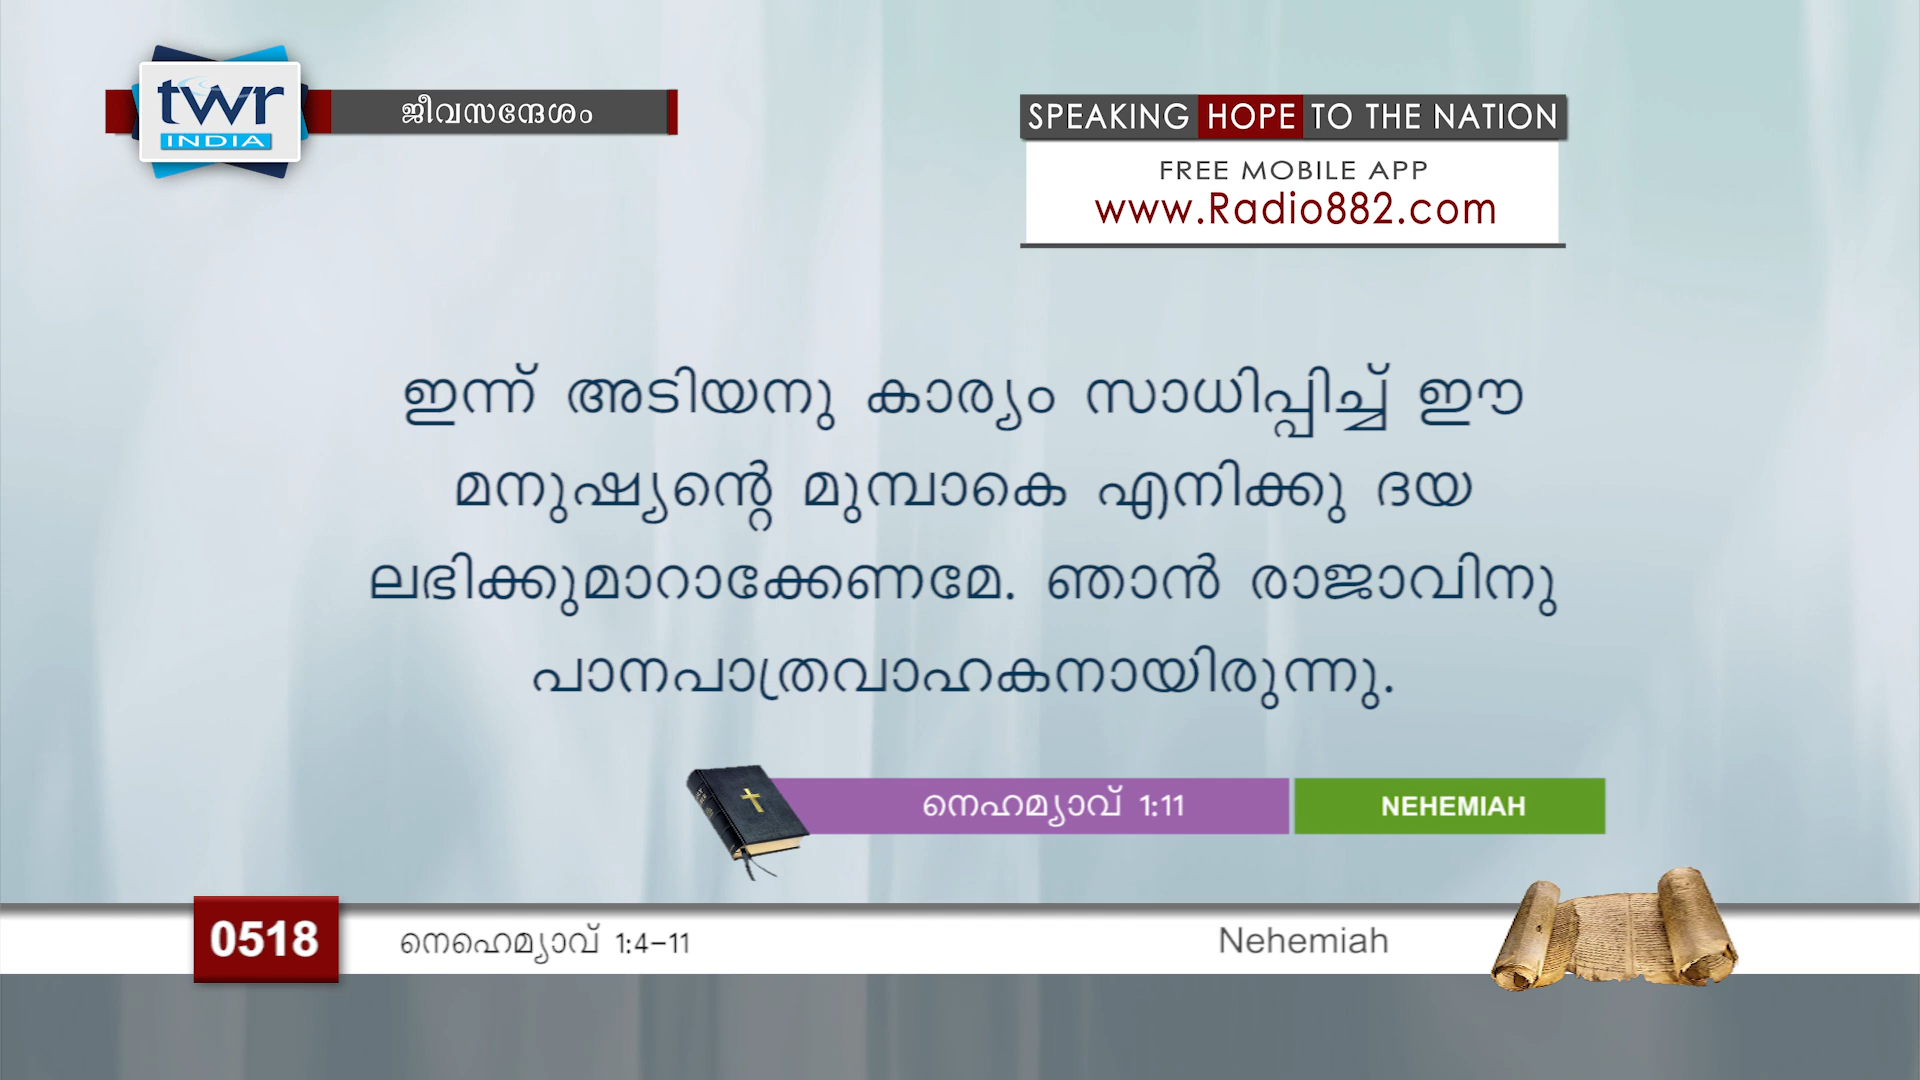 twr
INDIA
ജീവസന്ദേശം
SPEAKING HOPE TO THE NATION
FREE MOBILE APP
www.Radio882.com
ഇന്ന് അടിയനു കാര്യം സാധിപ്പിച്ച് ഈ
മനുഷ്യന്റെ മുമ്പാകെ എനിക്കു ദയ
ലഭിക്കുമാറാക്കേണമേ. ഞാൻ രാജാവിനു
പാനപാത്രവാഹകനായിരുന്നു.
നെഹമ്യാവ് 1:11
NEHEMIAH
0518
നെഹെമ്യാവ് 1:4-11
Nehemiah